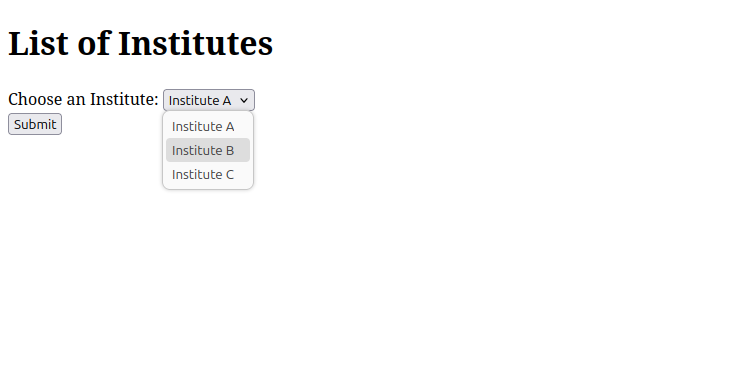 List of Institutes
Choose an Institute: Institute A
Submit
Institute A
Institute B
Institute C